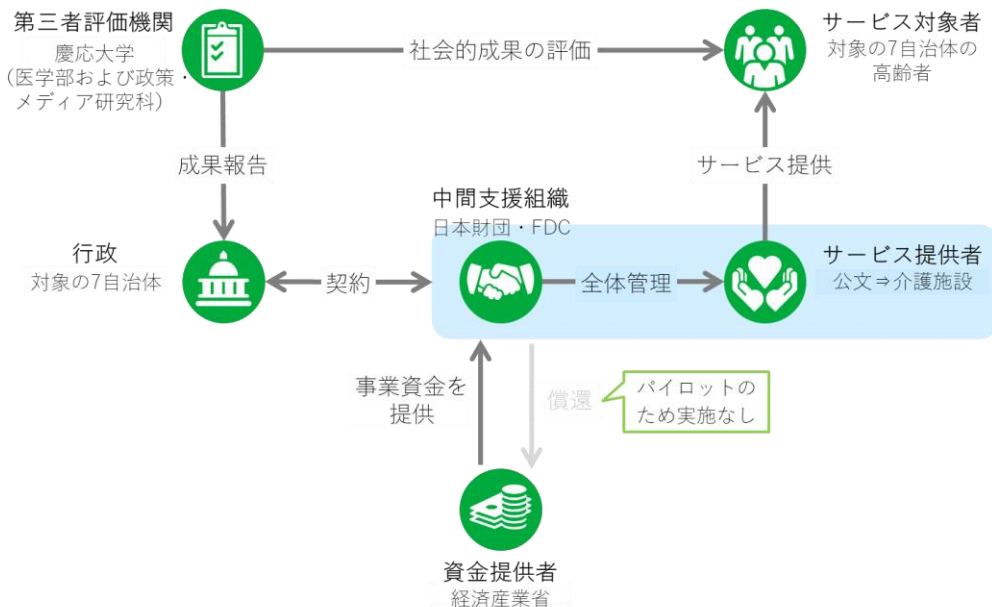 第三者評価機関
慶応大学
（医学部および政策・
メディア研究科）
社会的成果の評価
サービス対象者
対象の7自治体の
高齢者
成果報告
サービス提供
中間支援組織
日本財団・FDC
行政
対象の7自治体
契約
全体管理
サービス提供者
公文⇒介護施設
事業資金を
提供
償還
パイロットの
ため実施なし
資金提供者
経済産業省